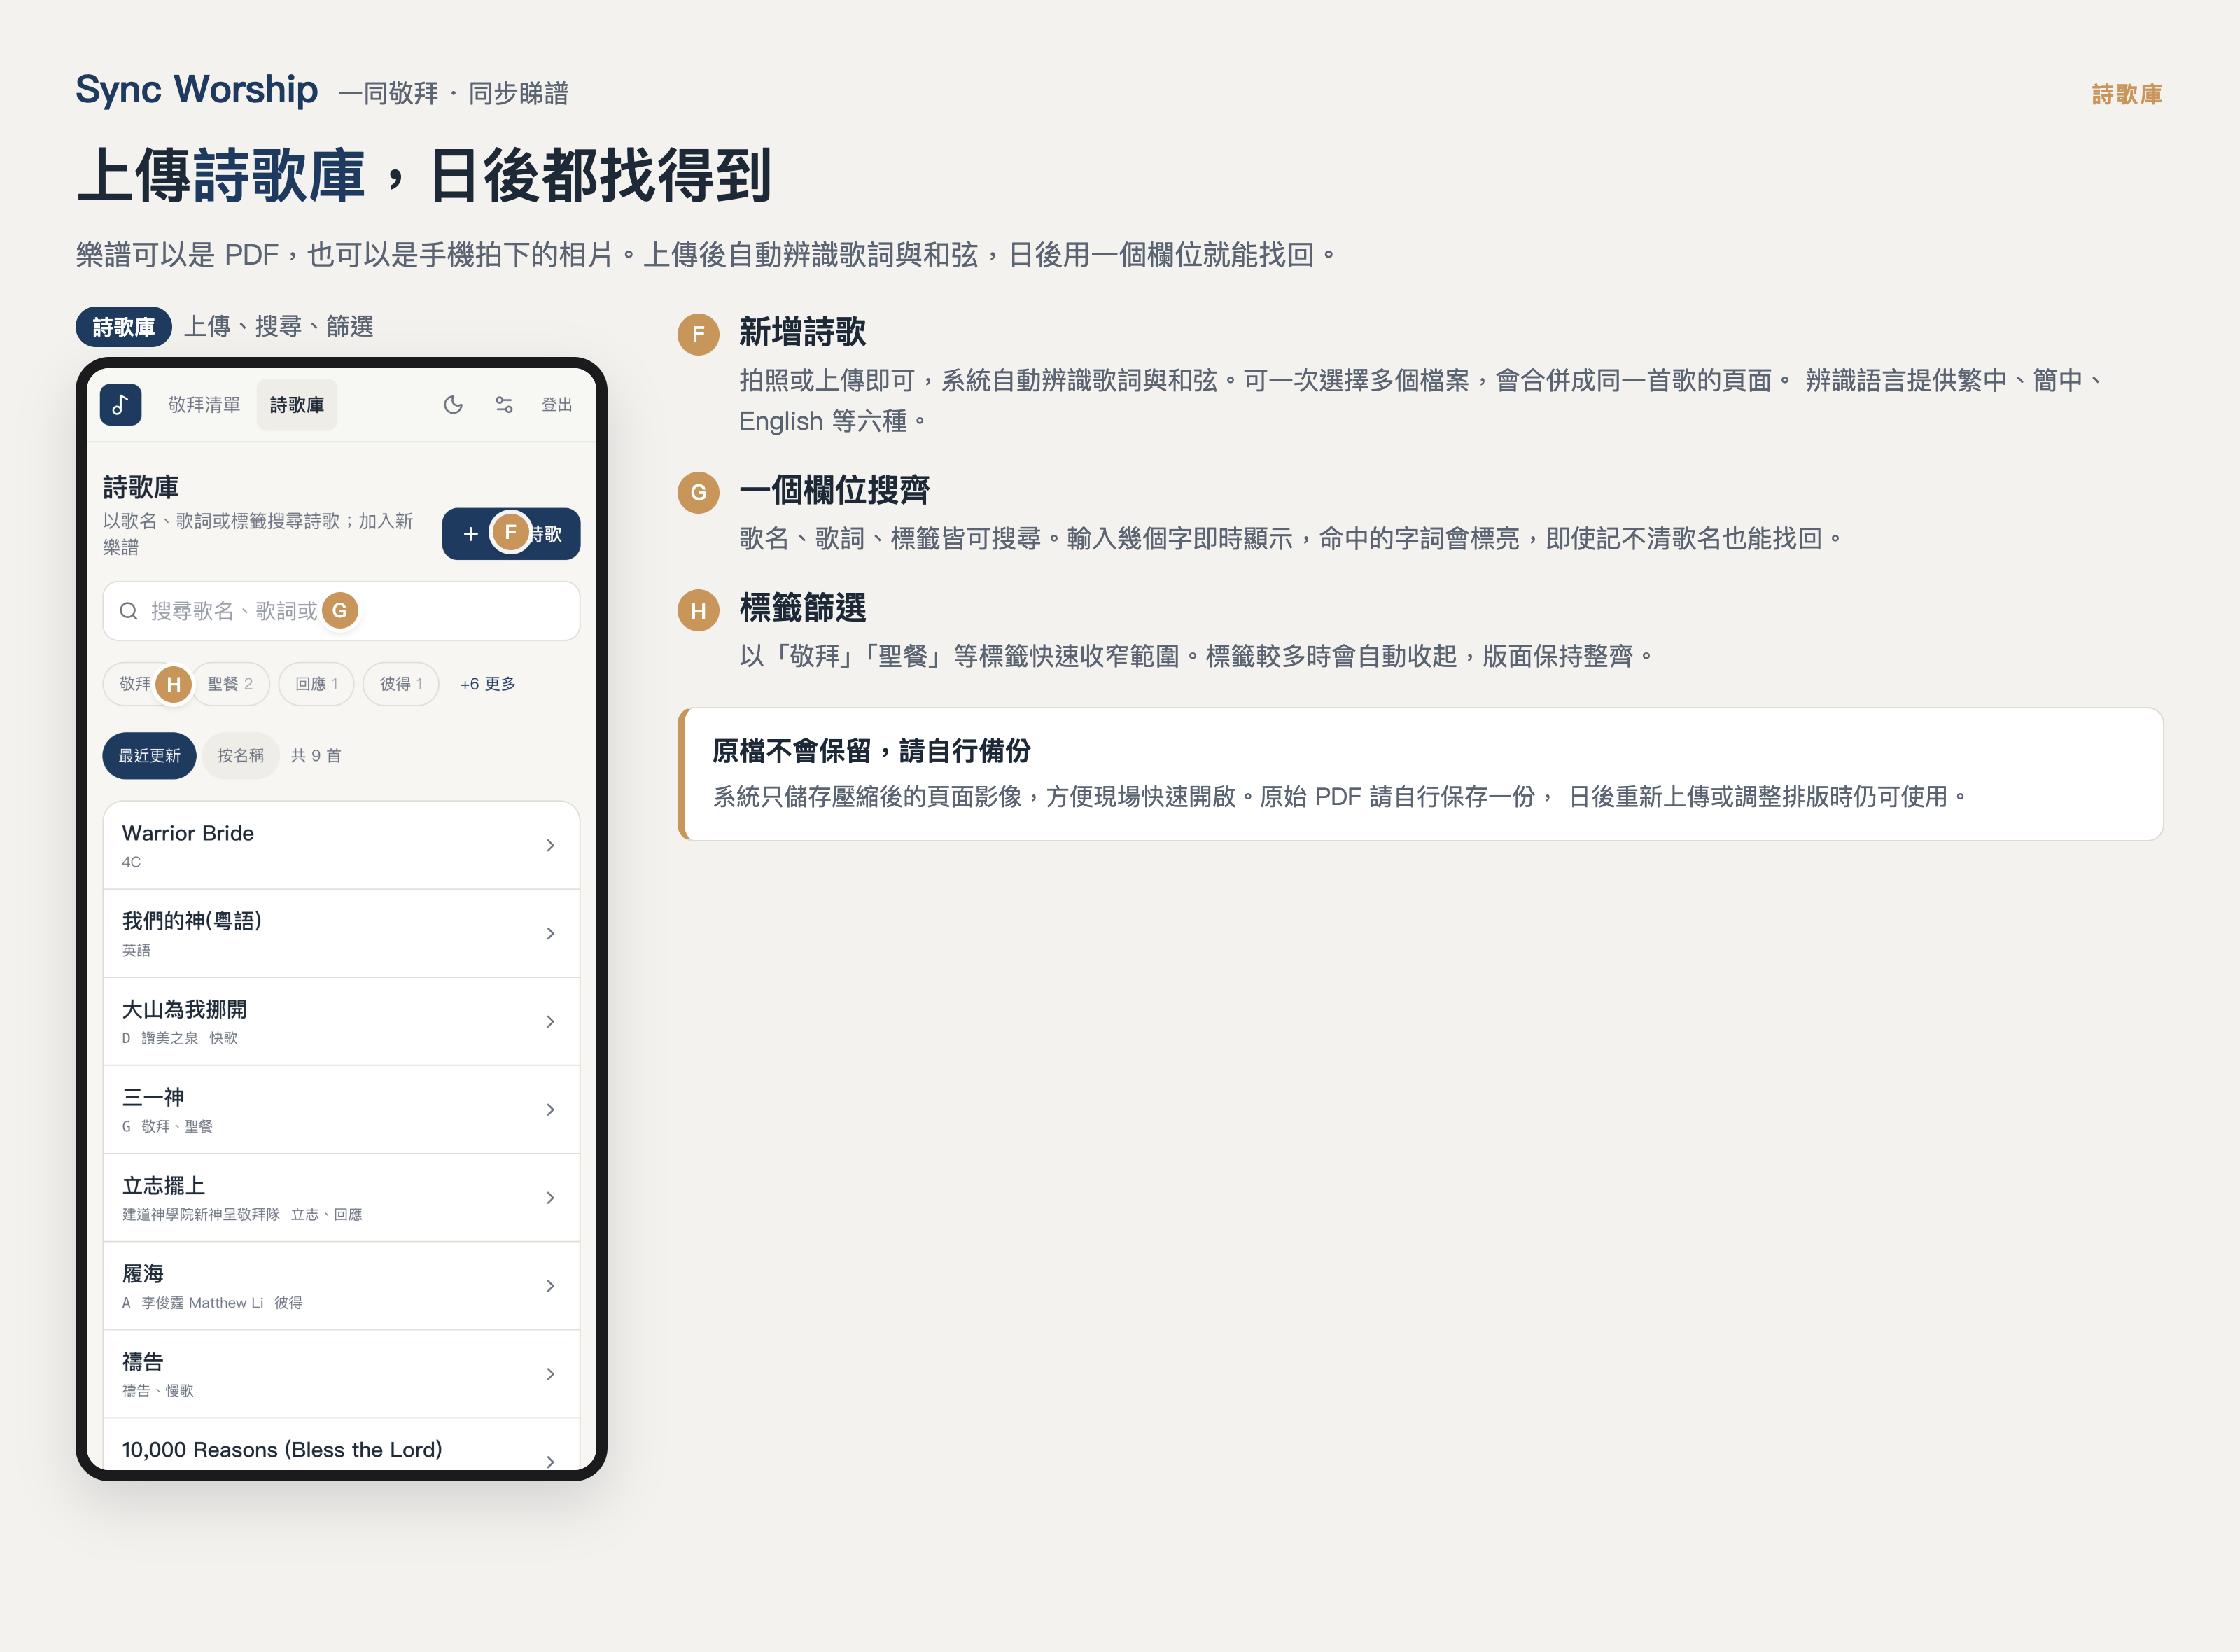 Sync Worship 一同敬拜・同步睇譜
詩歌庫
上傳詩歌庫，日後都找得到
樂譜可以是 PDF，也可以是手機拍下的相片。上傳後自動辨識歌詞與和弦，日後用一個欄位就能找回。
詩歌庫 上傳、搜尋、篩選
敬拜清單 詩歌庫 登出
詩歌庫
以歌名、歌詞或標籤搜尋詩歌；加入新
樂譜
+ F 詩歌
搜尋歌名、歌詞或 G
敬拜 H 聖餐 2 回應 1 彼得 1 +6 更多
最近更新 按名稱 共 9 首
Warrior Bride
4C
我們的神(粵語)
英語
大山為我挪開
D 讚美之泉 快歌
三一神
G 敬拜、聖餐
立志擺上
建道神學院新神呈敬拜隊 立志、回應
履海
A 李俊霆 Matthew Li 彼得
禱告
禱告、慢歌
10,000 Reasons (Bless the Lord)
F 新增詩歌
拍照或上傳即可，系統自動辨識歌詞與和弦。可一次選擇多個檔案，會合併成同一首歌的頁面。 辨識語言提供繁中、簡中、
English 等六種。
G 一個欄位搜齊
歌名、歌詞、標籤皆可搜尋。輸入幾個字即時顯示，命中的字詞會標亮，即使記不清歌名也能找回。
H 標籤篩選
以「敬拜」「聖餐」等標籤快速收窄範圍。標籤較多時會自動收起，版面保持整齊。
原檔不會保留，請自行備份
系統只儲存壓縮後的頁面影像，方便現場快速開啟。原始 PDF 請自行保存一份， 日後重新上傳或調整排版時仍可使用。